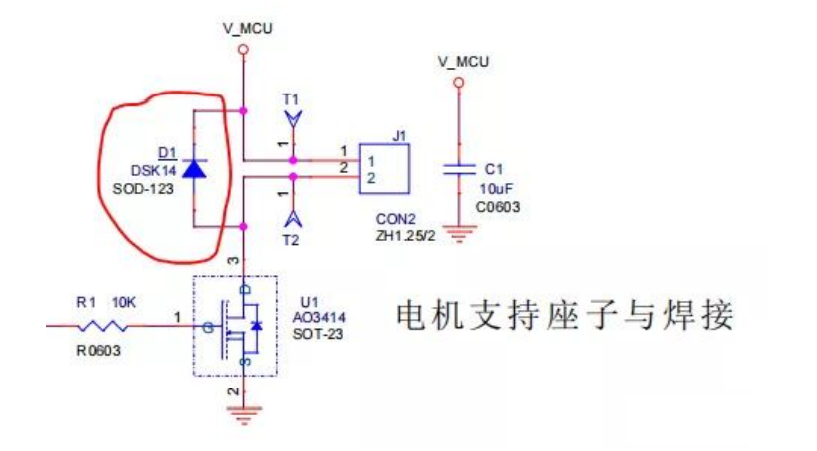 V_MCU
V_MCU
T1
J1
1
1
1
D1
DSK14
SOD-123
2
2
1
C1
10uF
C0603
CON2
ZH1.25/2
T2
3
D
R1 10K
1
G
U1
AO3414
SOT-23
电机支持座子与焊接
R0603
S
2